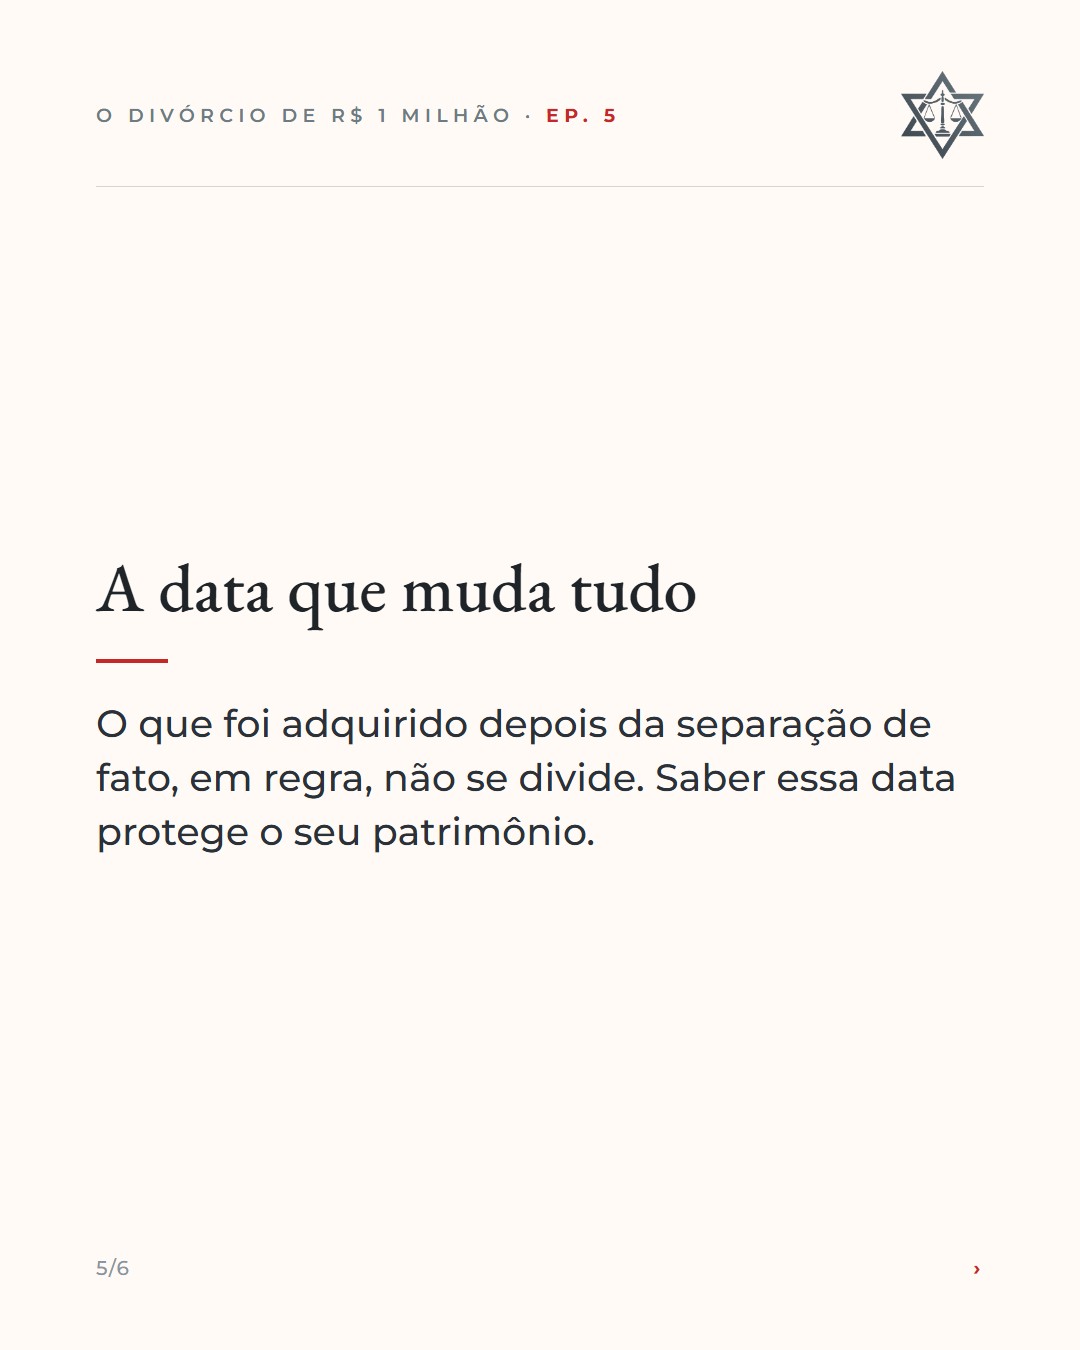 O DIVÓRCIO DE R$ 1 MILHÃO · EP. 5
A data que muda tudo
O que foi adquirido depois da separação de
fato, em regra, não se divide. Saber essa data
protege o seu patrimônio.
5/6
›